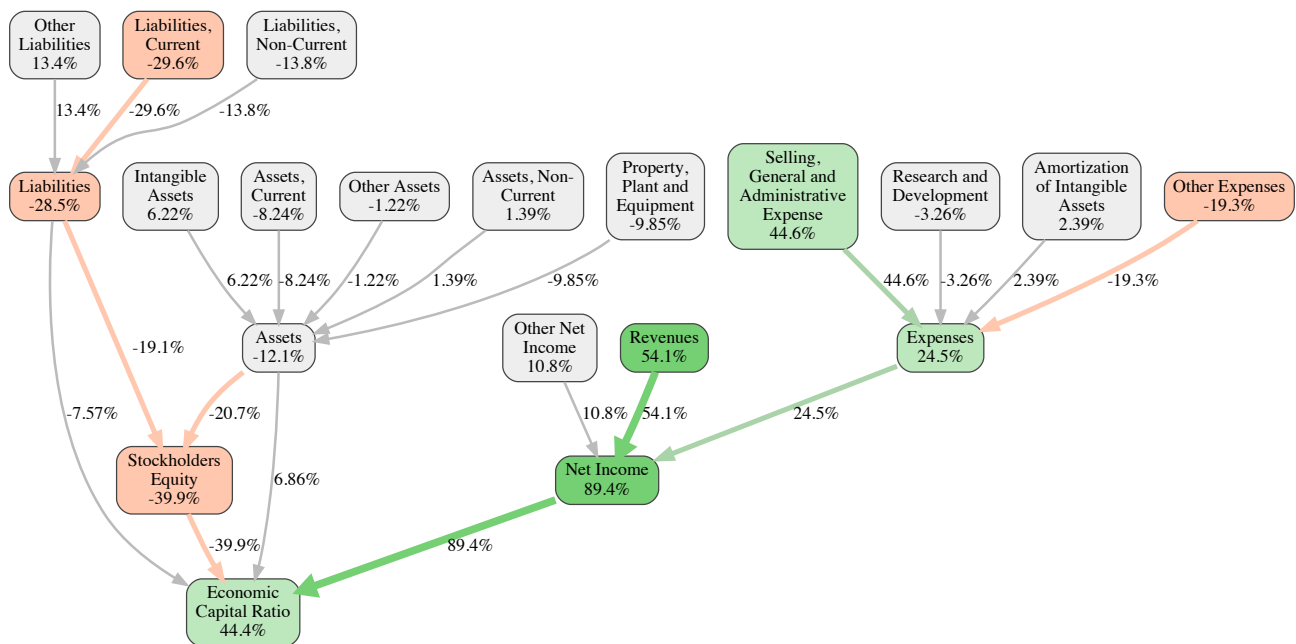 Other
Liabilities
13.4%
Liabilities,
Current
-29.6%
Liabilities,
Non-Current
-13.8%
13.4%
-29.6%
-13.8%
Liabilities
-28.5%
Intangible
Assets
6.22%
Assets,
Current
-8.24%
Other Assets
-1.22%
Assets, Non-
Current
1.39%
Property,
Plant and
Equipment
-9.85%
Selling,
General and
Administrative
Expense
44.6%
Research and
Development
-3.26%
Amortization
of Intangible
Assets
2.39%
Other Expenses
-19.3%
6.22%
-8.24%
-1.22%
1.39%
-9.85%
44.6%
-3.26%
2.39%
-19.3%
-19.1%
Assets
-12.1%
Other Net
Income
10.8%
Revenues
54.1%
Expenses
24.5%
-7.57%
-20.7%
10.8%
54.1%
24.5%
Stockholders
Equity
-39.9%
6.86%
Net Income
89.4%
-39.9%
89.4%
Economic
Capital Ratio
44.4%